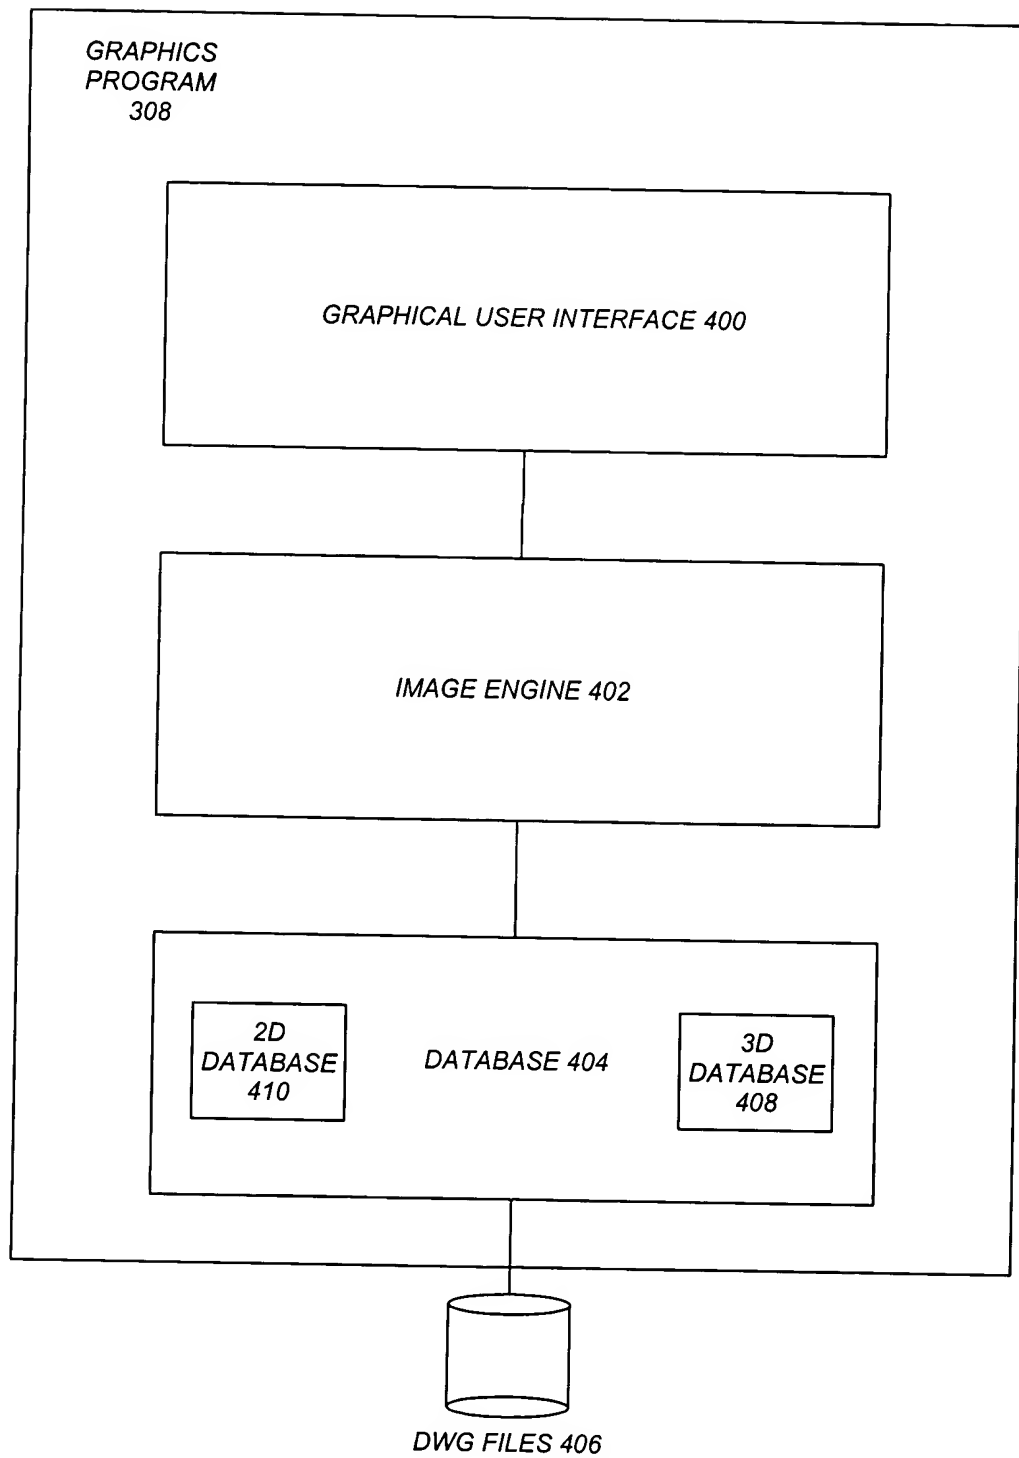 GRAPHICS
PROGRAM
308
GRAPHICAL USER INTERFACE 400
IMAGE ENGINE 402
2D
DATABASE
410
DATABASE 404
3D
DATABASE
408
DWG FILES 406